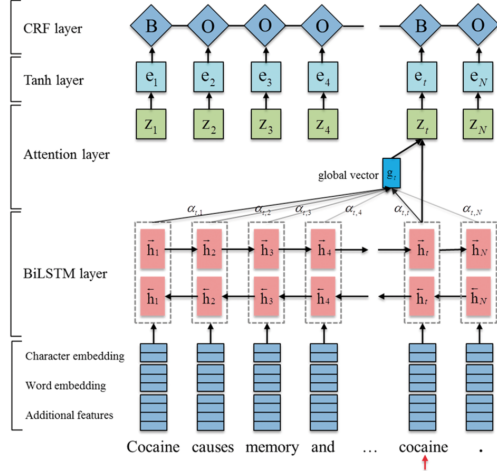 CRF layer B O O O B O
Tanh layer e1 e2 e3 e4 et eN
z1 z2 z3 z4 zt zN
Attention layer
global vector gt
αt,1 αt,2 αt,3 αt,4 αt,t αt,N
h1 h2 h3 h4 ht hN
BiLSTM layer
h1 h2 h3 h4 ht hN
Character embedding
Word embedding
Additional features
Cocaine causes memory and ... cocaine .